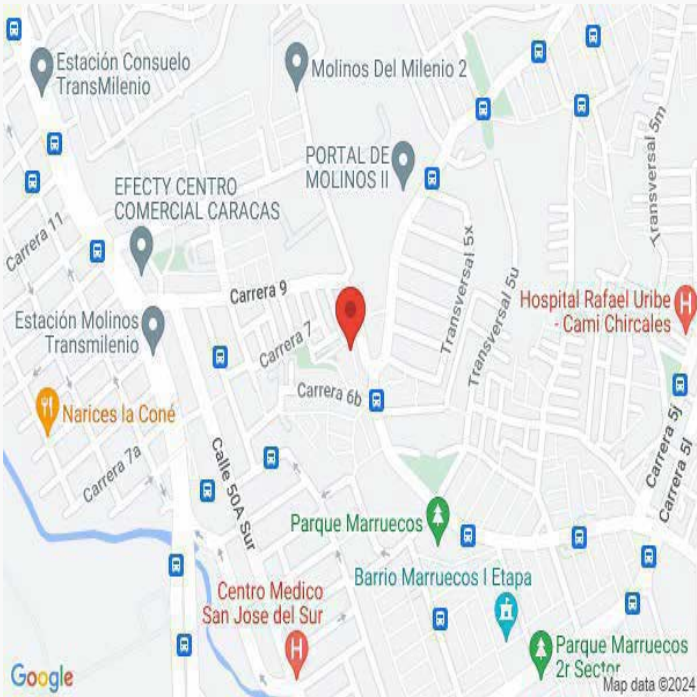 Estación Consuelo
TransMilenio
Molinos Del Milenio 2
Transversal 5m
PORTAL DE
MOLINOS II
EFECTY CENTRO
COMERCIAL CARACAS
Carrera 11
Transversal 5x
Transversal 5u
Carrera 9
Hospital Rafael Uribe
- Cami Chircales
Estación Molinos
Transmilenio
Carrera 7
Carrera 6b
Narices la Coné
Carrera 7a
Calle 50A Sur
Carrera 5j
Carrera 5l
Parque Marruecos
Barrio Marruecos I Etapa
Centro Medico
San Jose del Sur
Parque Marruecos
2r Sector
Google
Map data ©2024